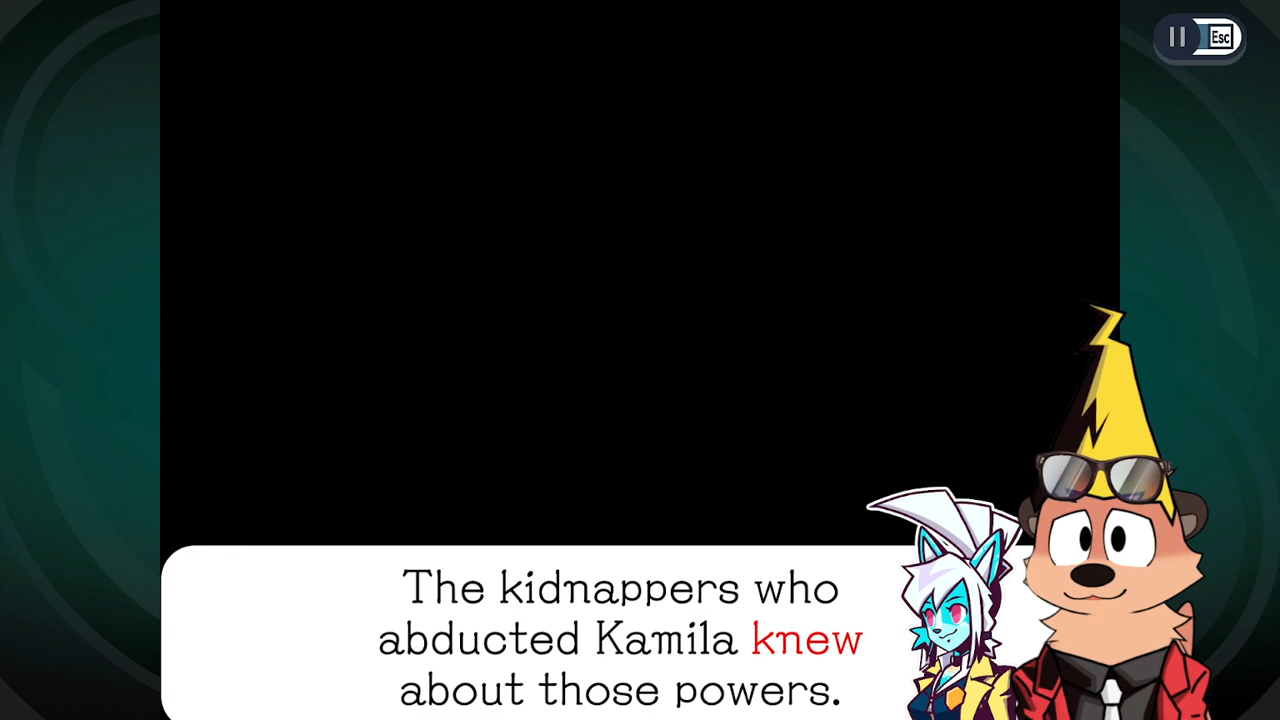 Esc
The kidnappers who
abducted Kamila knew
about those powers.